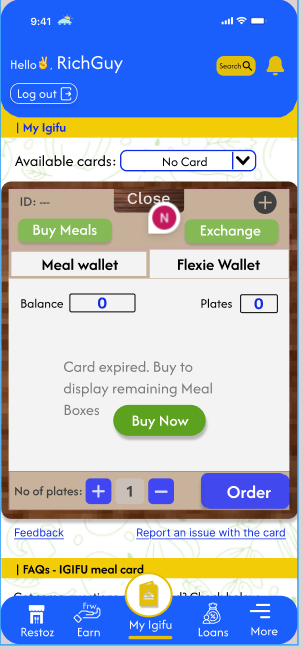 9:41
Hello✌, RichGuy
Search
Log out
| My Igifu
Available cards: No Card
ID: ---
Close
N
Buy Meals
Exchange
Meal wallet
Flexie Wallet
Balance 0
Plates 0
Card expired. Buy to
display remaining Meal
Boxes
Buy Now
No of plates: + 1 −
Order
Feedback
Report an issue with the card
| FAQs - IGIFU meal card
Frw
Restoz
Earn
My Igifu
Loans
More